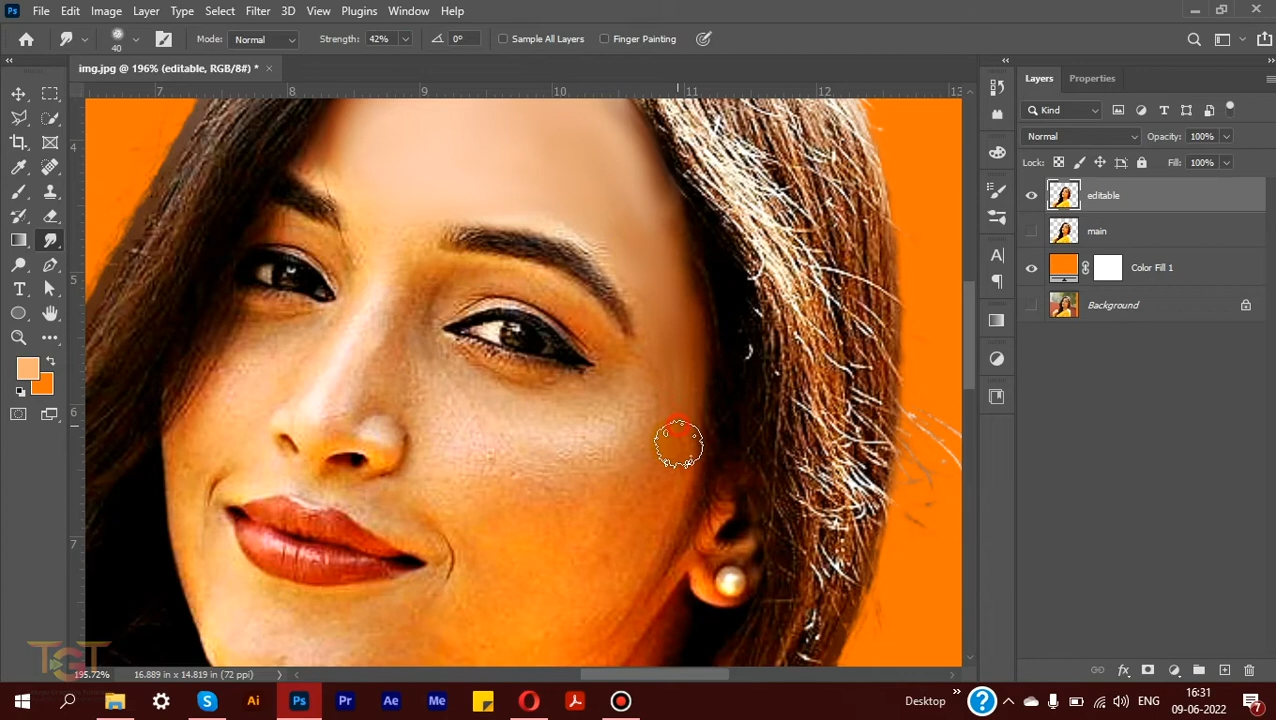 Ps File Edit Image Layer Type Select Filter 3D View Plugins Window Help
40 Mode: Normal Strength: 42% 0° Sample All Layers Finger Painting
img.jpg @ 196% (editable, RGB/8#) *
7 8 9 10 11 12 13
4
5
6
7
Layers Properties
Kind
Normal Opacity: 100%
Lock: Fill: 100%
editable
main
Color Fill 1
Background
TGT
195.72% 16.889 in x 14.819 in (72 ppi)
Ai Ps Pr Ae Me Desktop ENG 16:31
09-06-2022 7